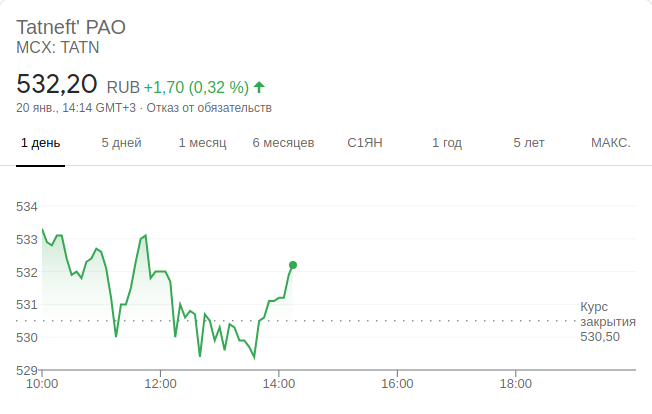 Tatneft' PAO
MCX: TATN
532,20 RUB +1,70 (0,32 %)
20 янв., 14:14 GMT+3 · Отказ от обязательств
1 день 5 дней 1 месяц 6 месяцев С1ЯН 1 год 5 лет МАКС.
534
533
532
531
530
529
Курс
закрытия
530,50
10:00 12:00 14:00 16:00 18:00